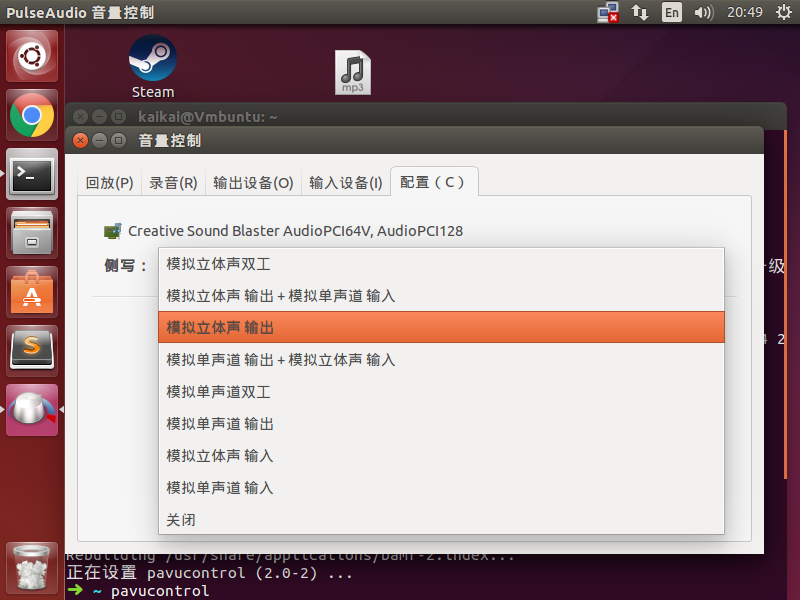 PulseAudio 音量控制
En
20:49
Steam
mp3
kaikai@Vmbuntu: ~
音量控制
回放(P) 录音(R) 输出设备(O) 输入设备(I) 配置（C）
Creative Sound Blaster AudioPCI64V, AudioPCI128
侧写：
模拟立体声双工
模拟立体声 输出 + 模拟单声道 输入
模拟立体声 输出
模拟单声道 输出 + 模拟立体声 输入
模拟单声道双工
模拟单声道 输出
模拟立体声 输入
模拟单声道 输入
关闭
级
2
Rebuilding /usr/share/applications/bamf-2.index...
正在设置 pavucontrol (2.0-2) ...
➜ ~ pavucontrol